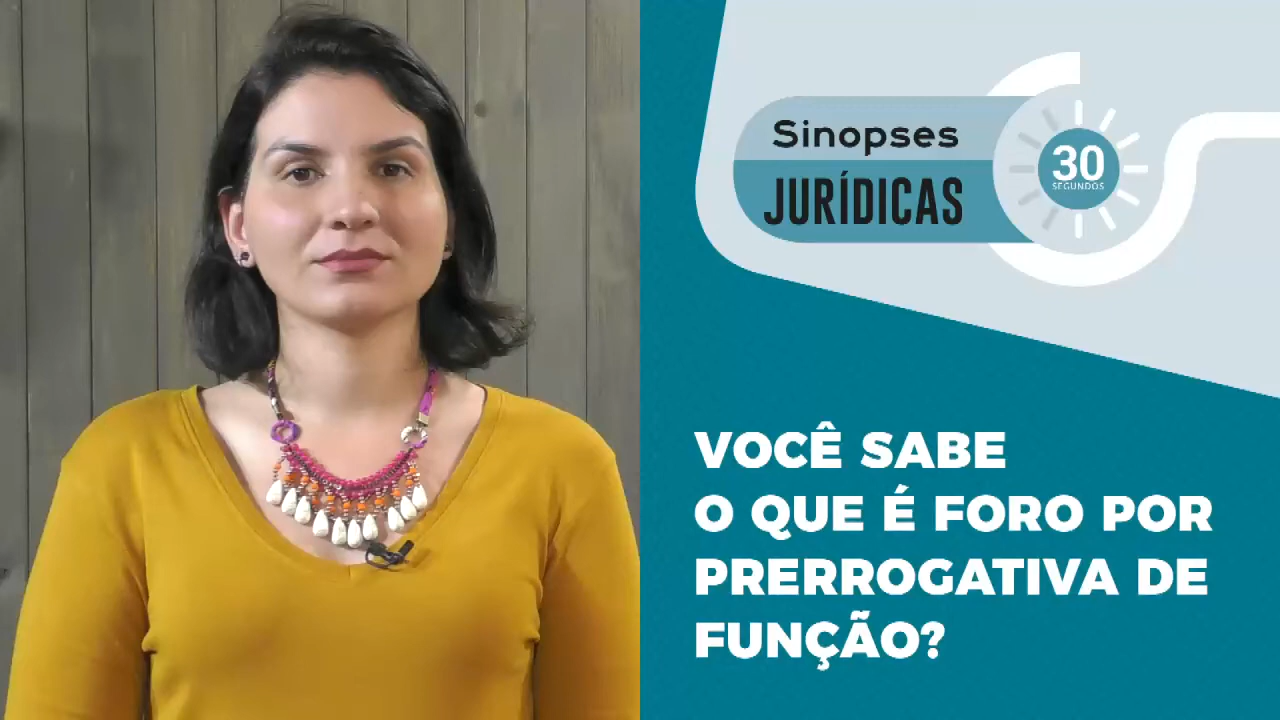 Sinopses
JURÍDICAS
30
SEGUNDOS
VOCÊ SABE
O QUE É FORO POR
PRERROGATIVA DE
FUNÇÃO?